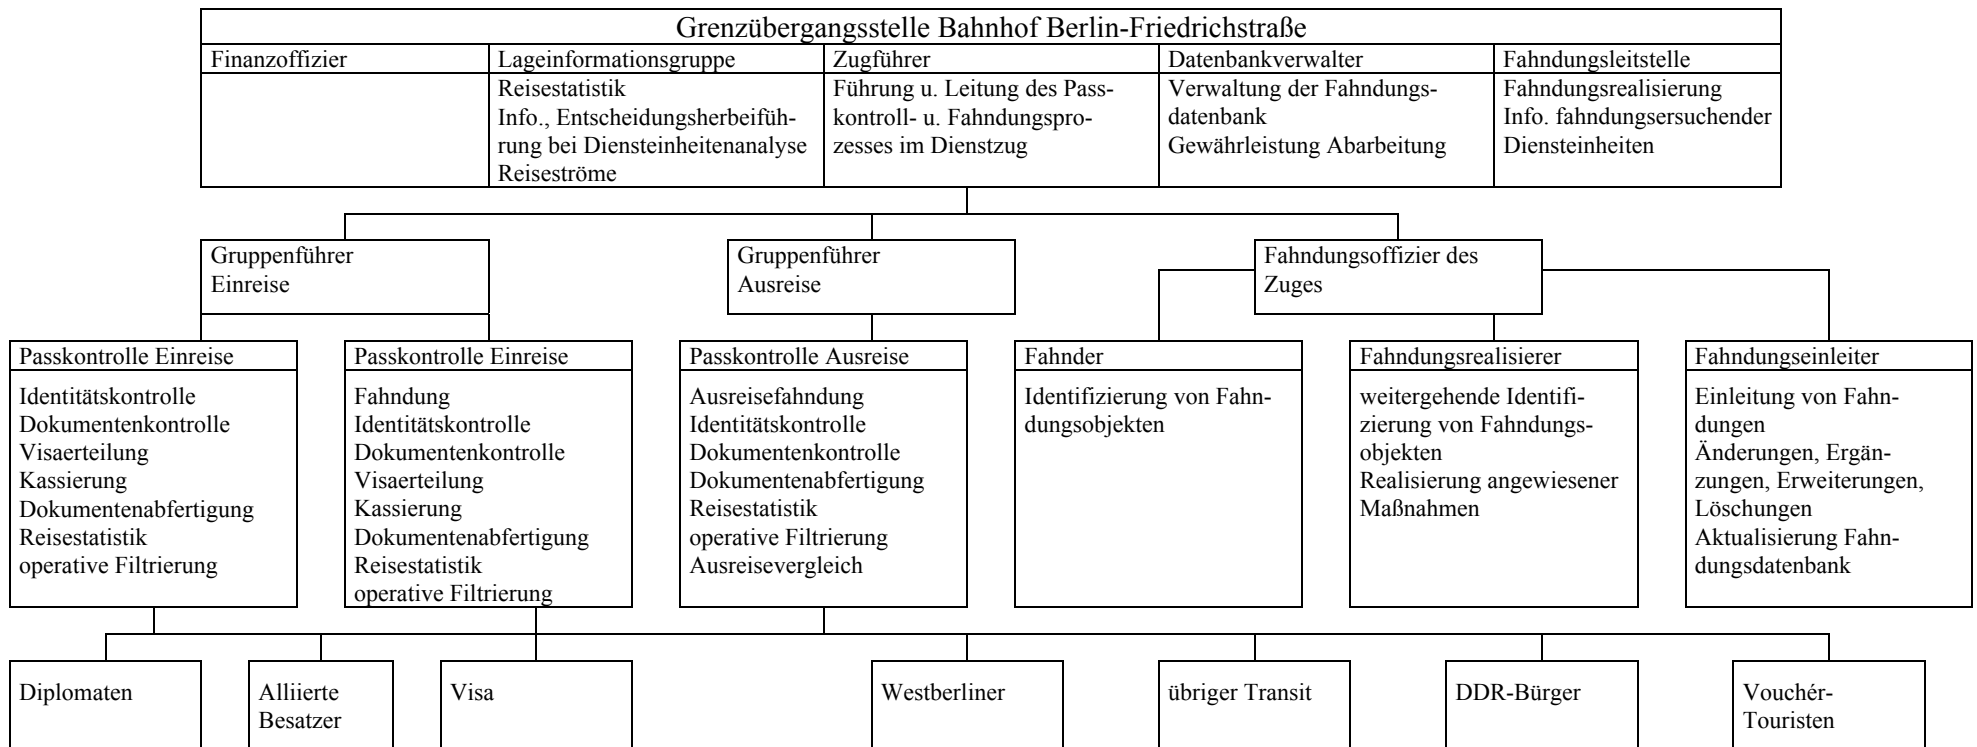 Grenzübergangsstelle Bahnhof Berlin-Friedrichstraße
Finanzoffizier
Lageinformationsgruppe
Reisestatistik
Info., Entscheidungsherbeifüh-
rung bei Diensteinheitenanalyse
Reiseströme
Zugführer
Führung u. Leitung des Pass-
kontroll- u. Fahndungspro-
zesses im Dienstzug
Datenbankverwalter
Verwaltung der Fahndungs-
datenbank
Gewährleistung Abarbeitung
Fahndungsleitstelle
Fahndungsrealisierung
Info. fahndungsersuchender
Diensteinheiten
Gruppenführer
Einreise
Gruppenführer
Ausreise
Fahndungsoffizier des
Zuges
Passkontrolle Einreise
Identitätskontrolle
Dokumentenkontrolle
Visaerteilung
Kassierung
Dokumentenabfertigung
Reisestatistik
operative Filtrierung
Passkontrolle Einreise
Fahndung
Identitätskontrolle
Dokumentenkontrolle
Visaerteilung
Kassierung
Dokumentenabfertigung
Reisestatistik
operative Filtrierung
Passkontrolle Ausreise
Ausreisefahndung
Identitätskontrolle
Dokumentenkontrolle
Dokumentenabfertigung
Reisestatistik
operative Filtrierung
Ausreisevergleich
Fahnder
Identifizierung von Fahn-
dungsobjekten
Fahndungsrealisierer
weitergehende Identifi-
zierung von Fahndungs-
objekten
Realisierung angewiesener
Maßnahmen
Fahndungseinleiter
Einleitung von Fahn-
dungen
Änderungen, Ergän-
zungen, Erweiterungen,
Löschungen
Aktualisierung Fahn-
dungsdatenbank
Diplomaten
Alliierte
Besatzer
Visa
Westberliner
übriger Transit
DDR-Bürger
Vouchér-
Touristen